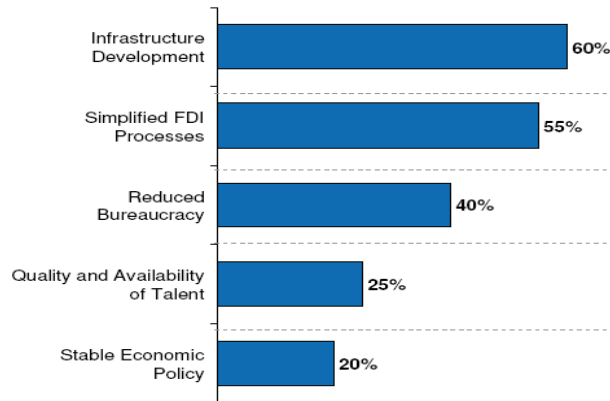 Infrastructure
Development
60%
Simplified FDI
Processes
55%
Reduced
Bureaucracy
40%
Quality and Availability
of Talent
25%
Stable Economic
Policy
20%